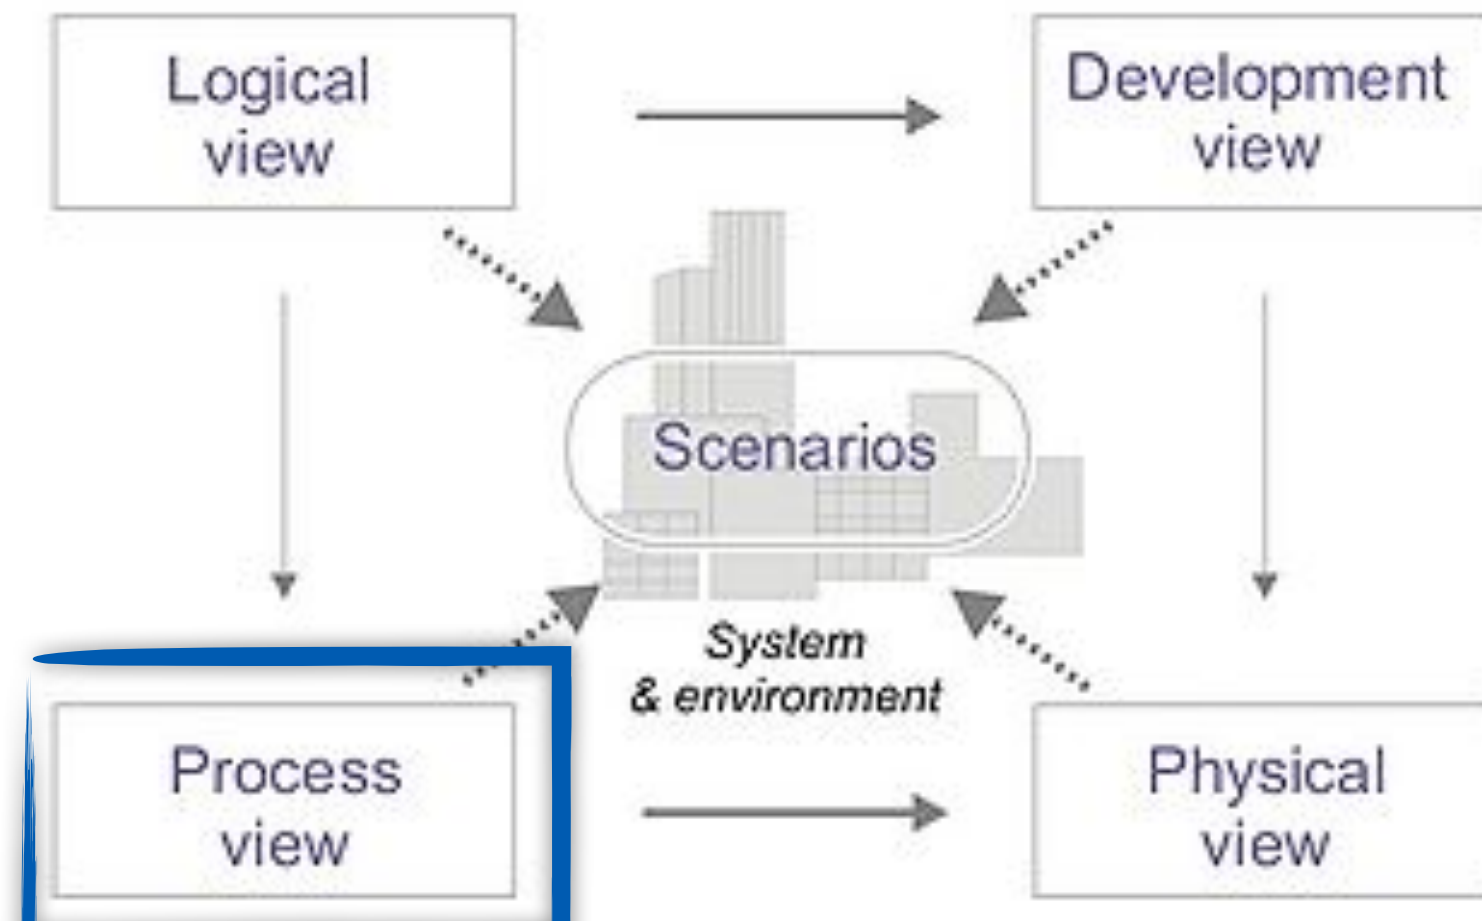 Logical
view
Development
view
Scenarios
System
& environment
Process
view
Physical
view